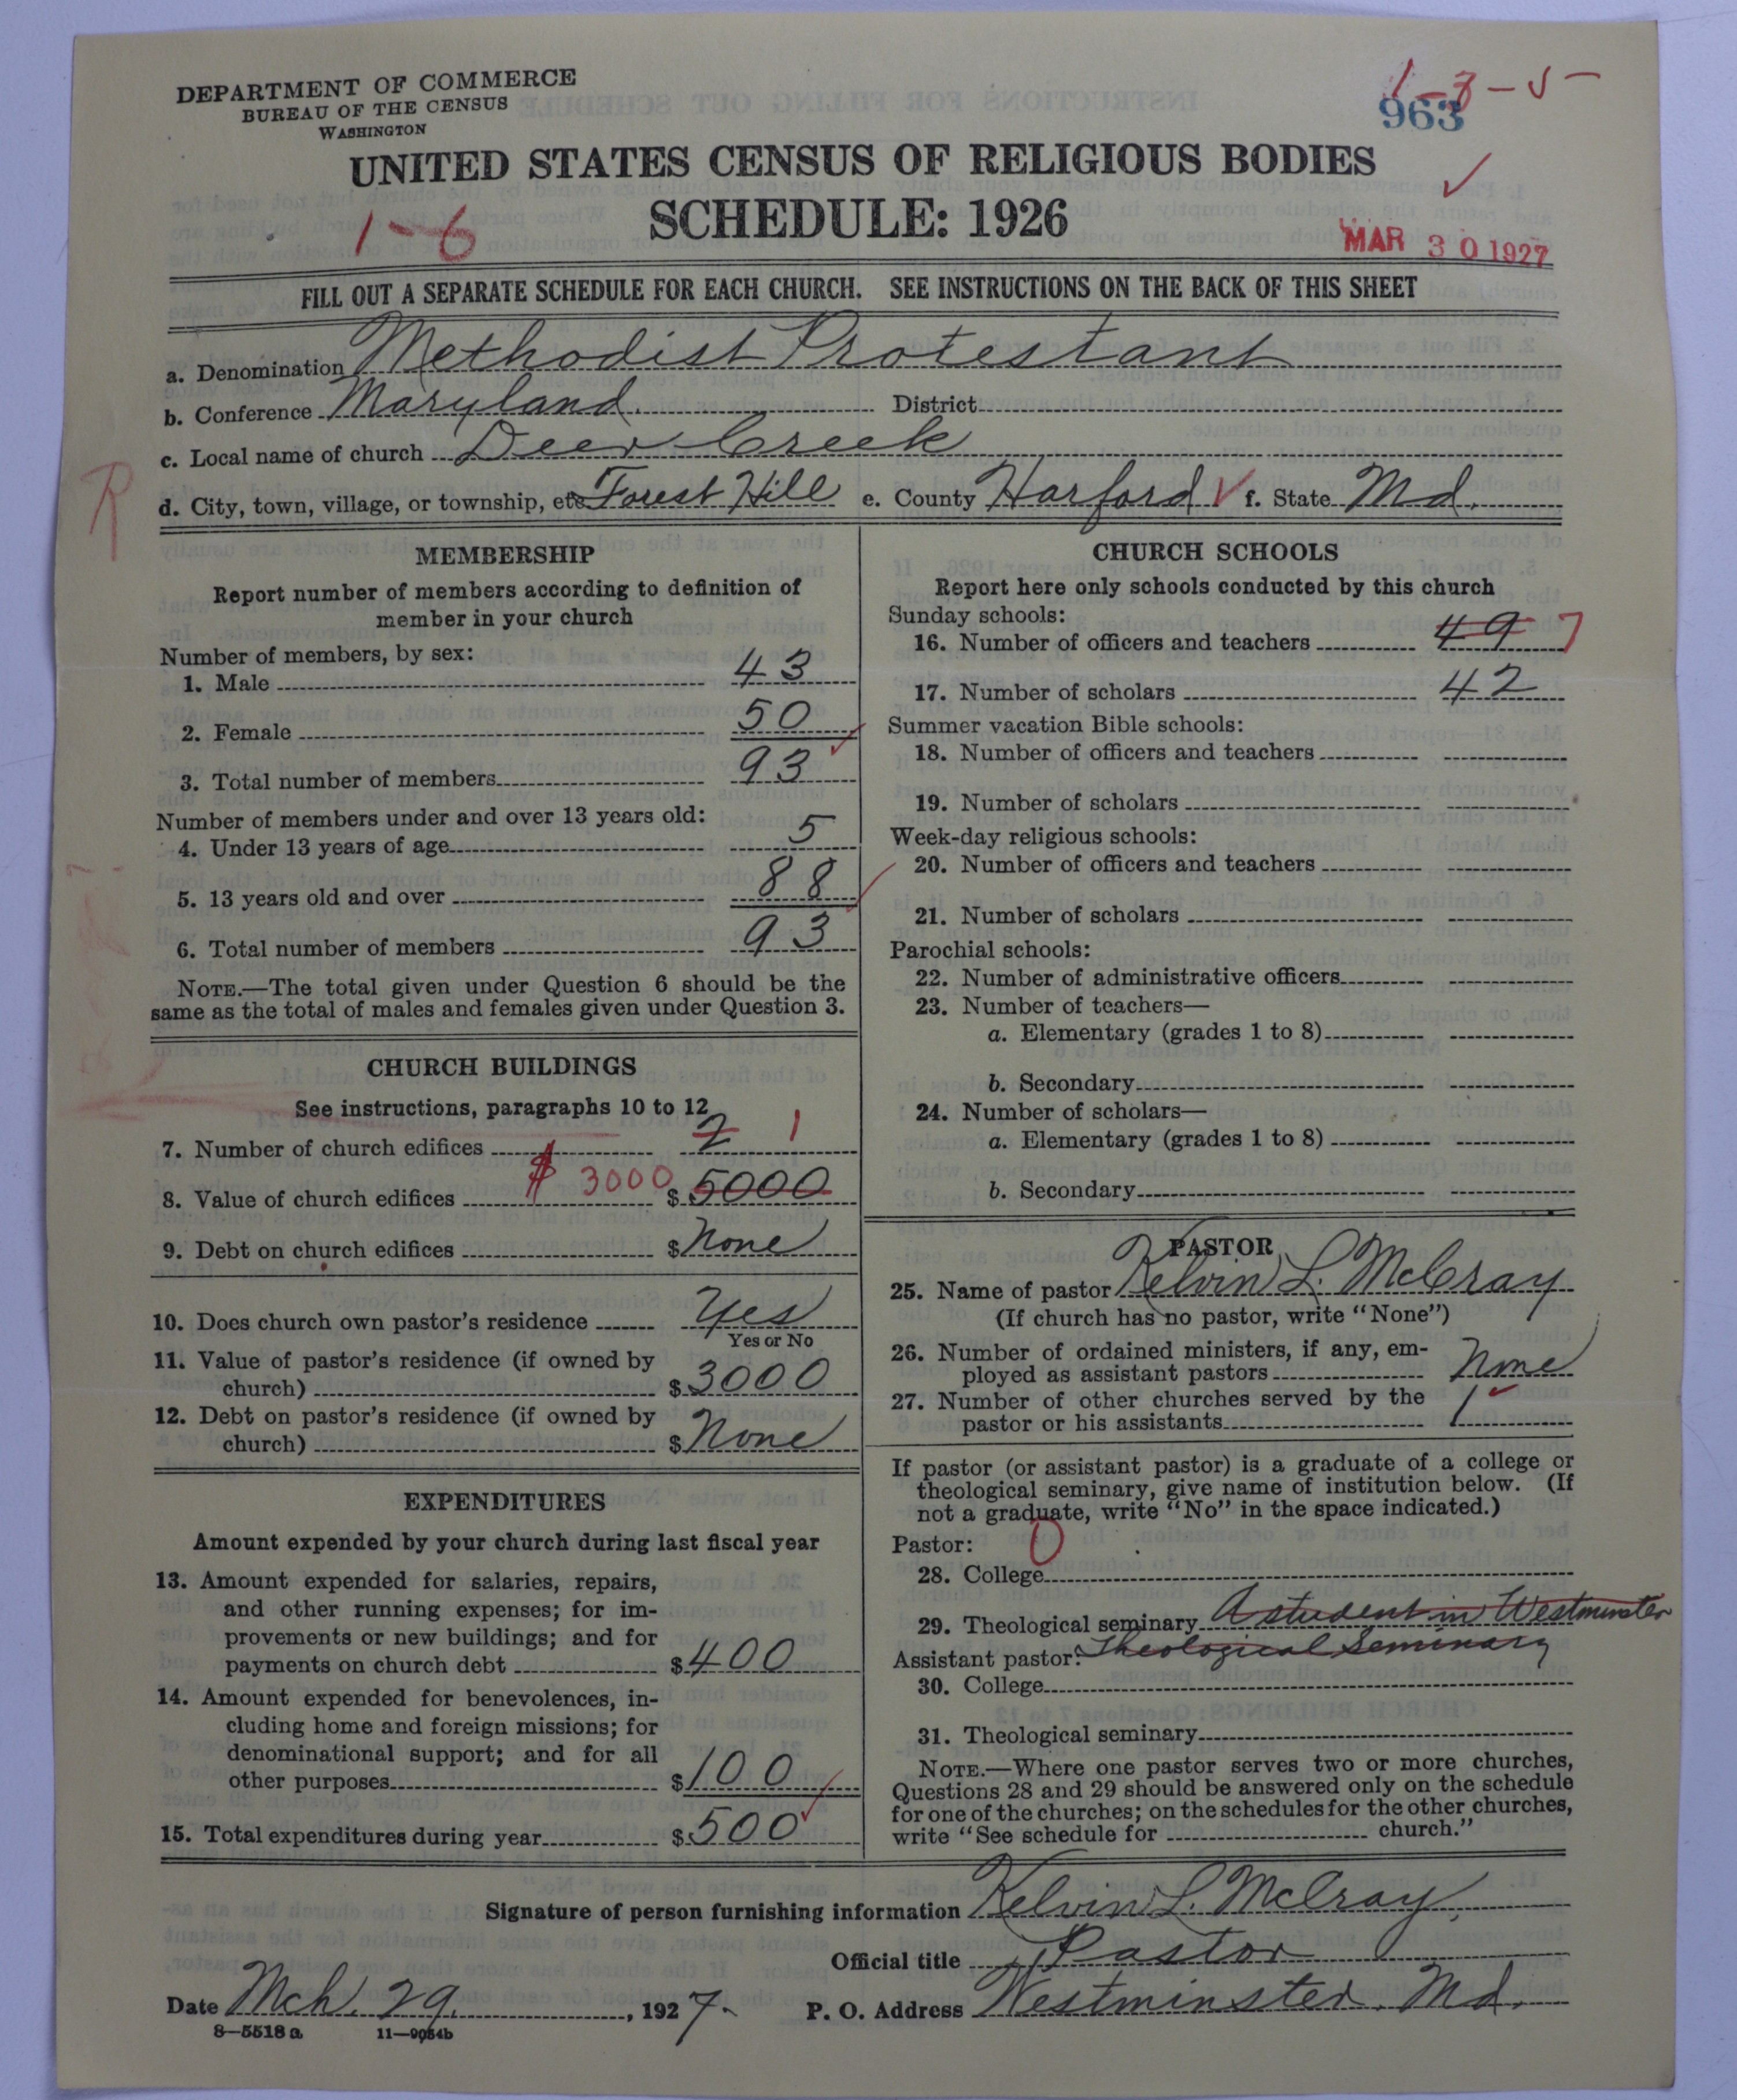 DEPARTMENT OF COMMERCE
BUREAU OF THE CENSUS
WASHINGTON
1-3-5-
963
UNITED STATES CENSUS OF RELIGIOUS BODIES
SCHEDULE: 1926
1-6
MAR 30 1927
FILL OUT A SEPARATE SCHEDULE FOR EACH CHURCH. SEE INSTRUCTIONS ON THE BACK OF THIS SHEET
a. Denomination Methodist Protestant
b. Conference Maryland. District
c. Local name of church Deer Creek
R
d. City, town, village, or township, etc. Forest Hill e. County Harford ✓ f. State Md.
MEMBERSHIP
Report number of members according to definition of
member in your church
Number of members, by sex:
1. Male 43
2. Female 50
3. Total number of members 93
Number of members under and over 13 years old:
4. Under 13 years of age 5
5. 13 years old and over 88
6. Total number of members 93
NOTE.—The total given under Question 6 should be the
same as the total of males and females given under Question 3.
CHURCH BUILDINGS
See instructions, paragraphs 10 to 12
7. Number of church edifices 2 1
8. Value of church edifices $ 3000 $ 5000
9. Debt on church edifices $ None
10. Does church own pastor's residence Yes
Yes or No
11. Value of pastor's residence (if owned by
church) $ 3000
12. Debt on pastor's residence (if owned by
church) $ None
EXPENDITURES
Amount expended by your church during last fiscal year
13. Amount expended for salaries, repairs,
and other running expenses; for im-
provements or new buildings; and for
payments on church debt $ 400
14. Amount expended for benevolences, in-
cluding home and foreign missions; for
denominational support; and for all
other purposes $ 100
15. Total expenditures during year $ 500
CHURCH SCHOOLS
Report here only schools conducted by this church
Sunday schools:
16. Number of officers and teachers 49 7
17. Number of scholars 42
Summer vacation Bible schools:
18. Number of officers and teachers
19. Number of scholars
Week-day religious schools:
20. Number of officers and teachers
21. Number of scholars
Parochial schools:
22. Number of administrative officers
23. Number of teachers—
a. Elementary (grades 1 to 8)
b. Secondary
24. Number of scholars—
a. Elementary (grades 1 to 8)
b. Secondary
PASTOR
25. Name of pastor Kelvin L. McCray
(If church has no pastor, write "None")
26. Number of ordained ministers, if any, em-
ployed as assistant pastors None
27. Number of other churches served by the
pastor or his assistants 1
If pastor (or assistant pastor) is a graduate of a college or
theological seminary, give name of institution below. (If
not a graduate, write "No" in the space indicated.)
Pastor: 0
28. College
29. Theological seminary A student in Westminster
Assistant pastor: Theological Seminary
30. College
31. Theological seminary
NOTE.—Where one pastor serves two or more churches,
Questions 28 and 29 should be answered only on the schedule
for one of the churches; on the schedules for the other churches,
write "See schedule for church."
Signature of person furnishing information Kelvin L. McCray,
Official title Pastor
Date Mch. 29. , 1927. P. O. Address Westminster. Md.
8—5518 a 11—9054b